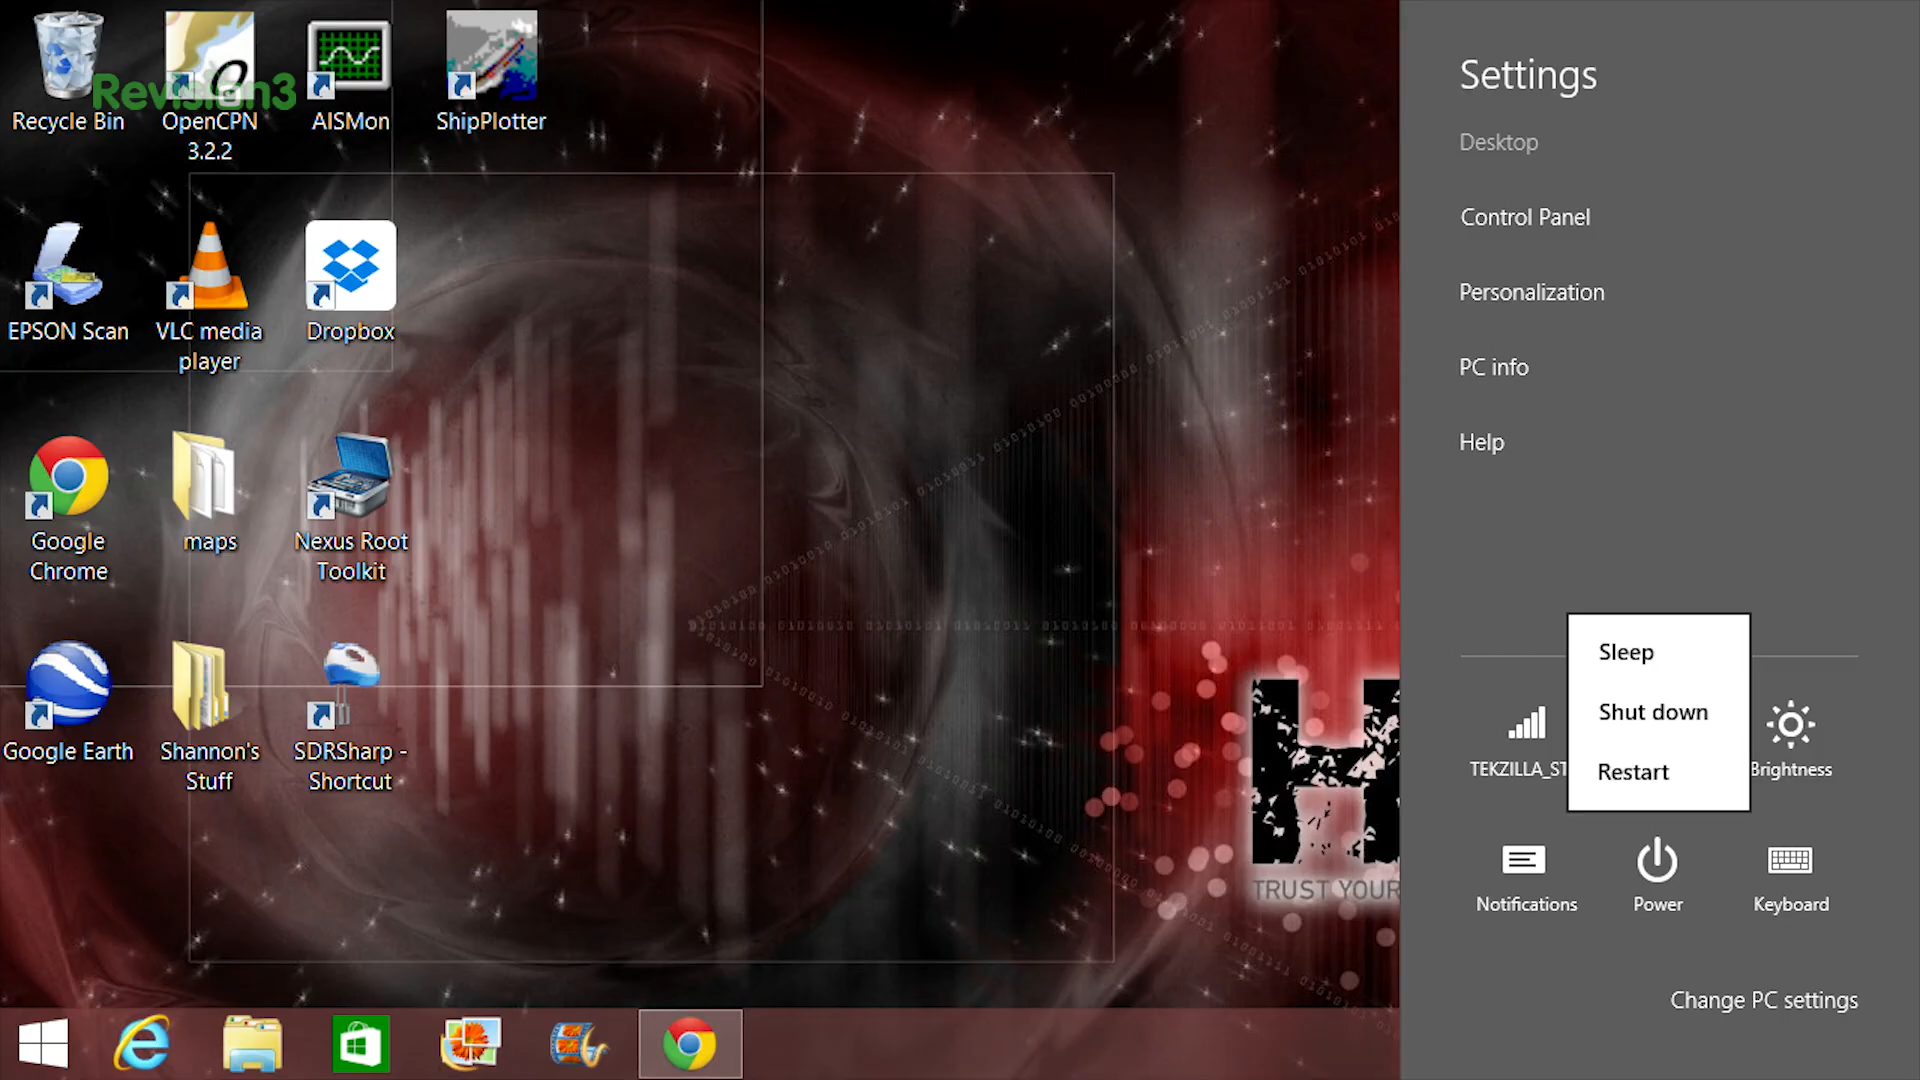 Revision3
Recycle Bin
OpenCPN
3.2.2
AISMon
ShipPlotter
EPSON Scan
VLC media
player
Dropbox
Google
Chrome
maps
Nexus Root
Toolkit
Google Earth
Shannon's
Stuff
SDRSharp -
Shortcut
TRUST YOUR
Settings
Desktop
Control Panel
Personalization
PC info
Help
Sleep
Shut down
Restart
TEKZILLA_ST
Brightness
Notifications
Power
Keyboard
Change PC settings